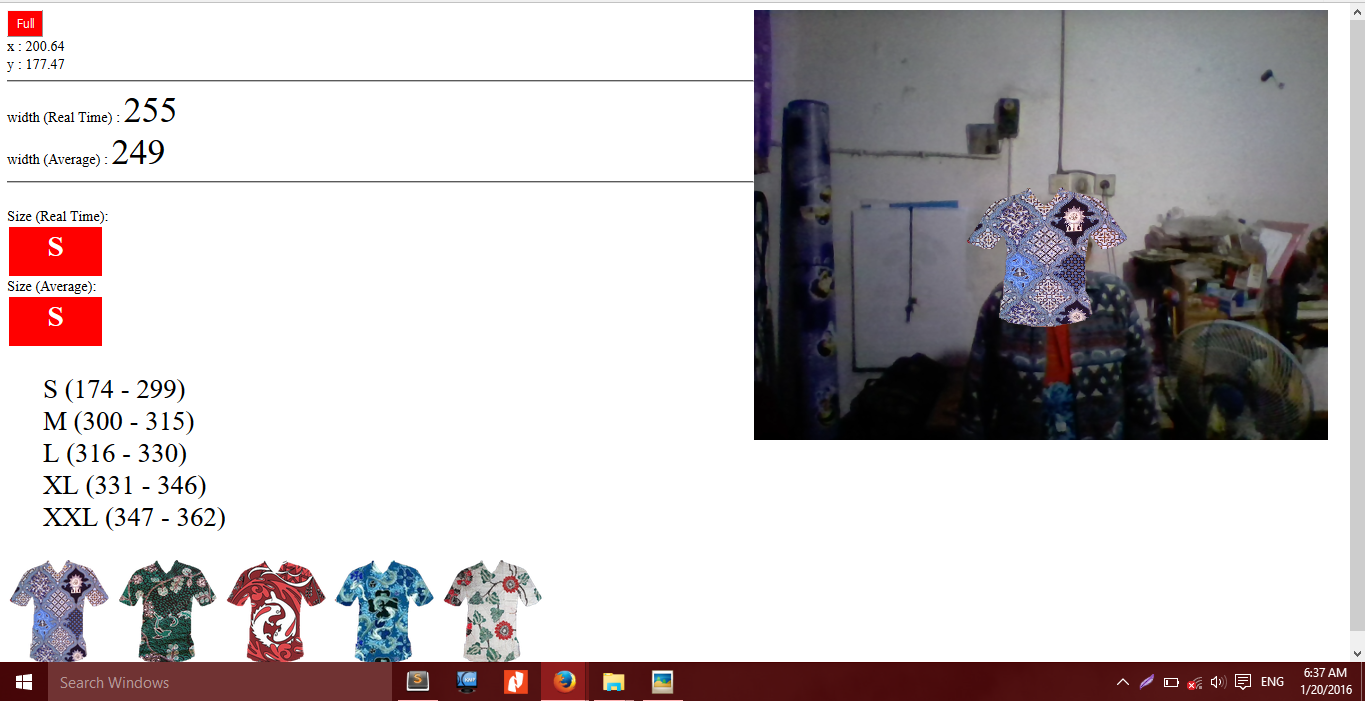 Full
x : 200.64
y : 177.47
width (Real Time) : 255
width (Average) : 249
Size (Real Time):
S
Size (Average):
S
S (174 - 299)
M (300 - 315)
L (316 - 330)
XL (331 - 346)
XXL (347 - 362)
Search Windows
ENG
6:37 AM
1/20/2016